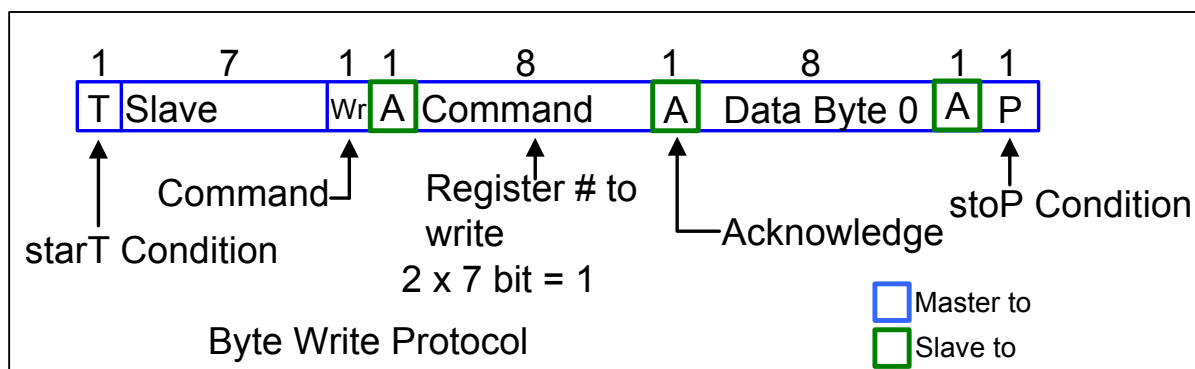 1 7 1 1 8 1 8 1 1
T Slave Wr A Command A Data Byte 0 A P
Command
Register # to
write
2 x 7 bit = 1
Acknowledge
stoP Condition
starT Condition
Byte Write Protocol
Master to
Slave to